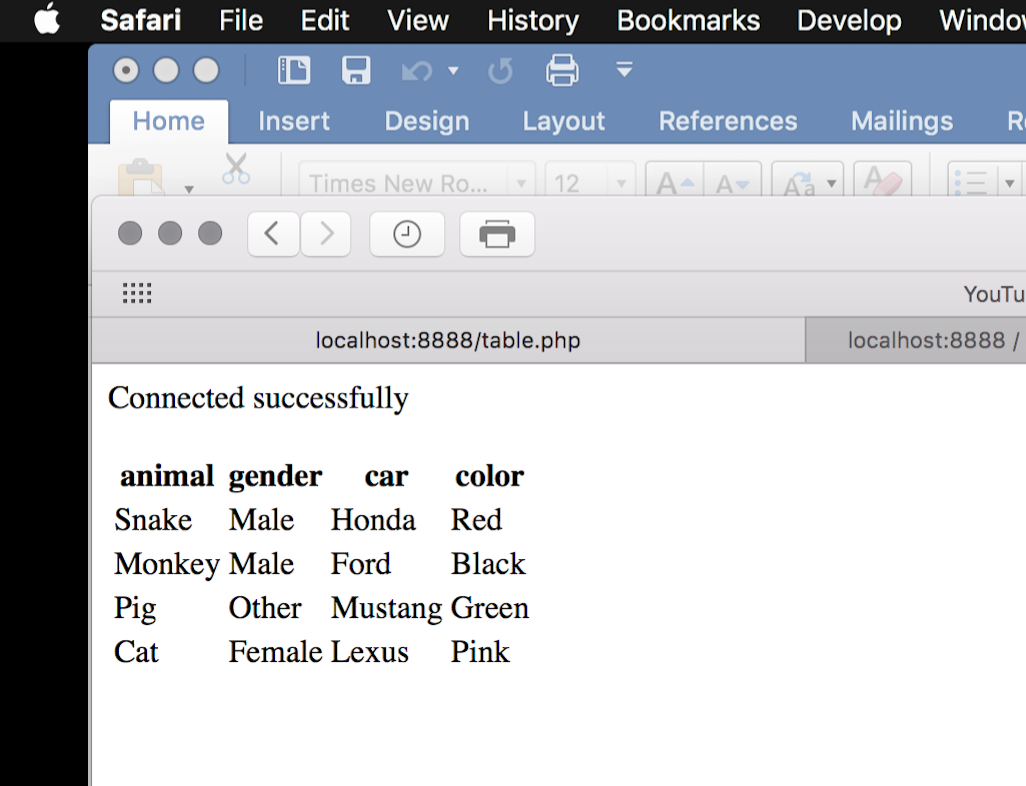 Safari File Edit View History Bookmarks Develop Windo
Home Insert Design Layout References Mailings R
Times New Ro... 12 A A Aa A
YouTu
localhost:8888/table.php localhost:8888 /
Connected successfully
animal gender car color
Snake Male Honda Red
Monkey Male Ford Black
Pig Other Mustang Green
Cat Female Lexus Pink